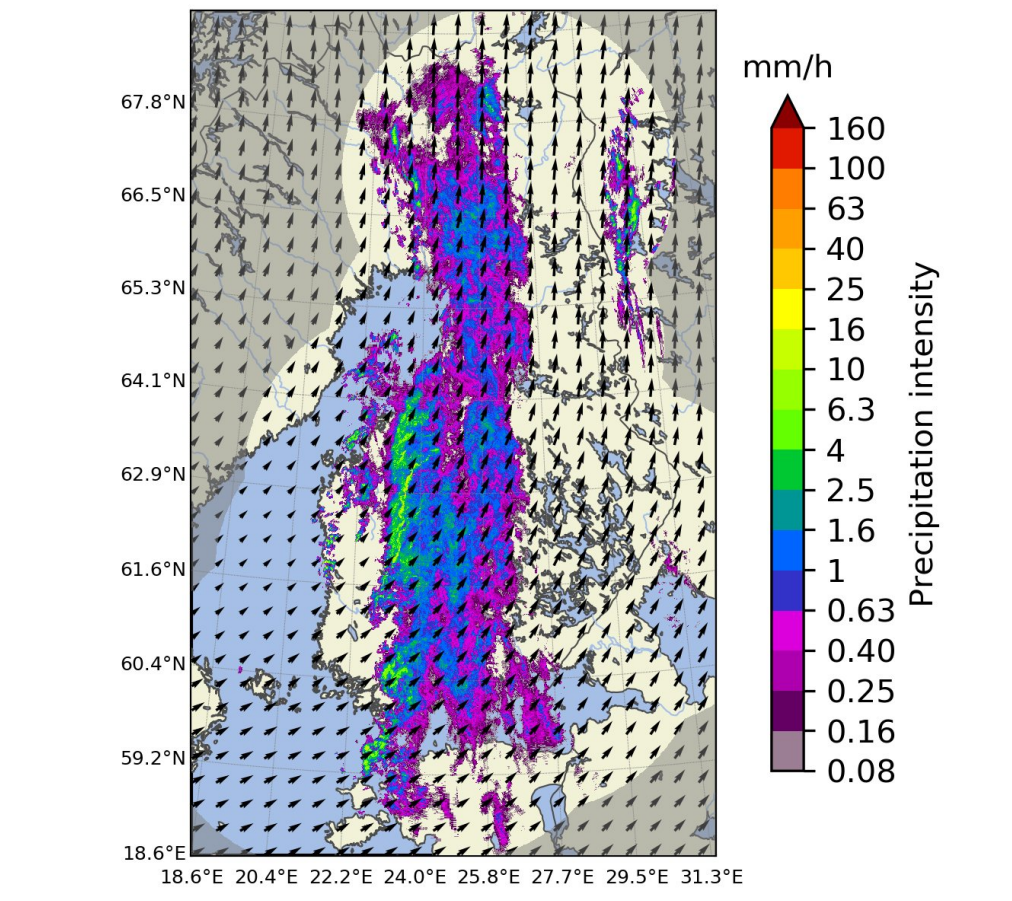 mm/h
67.8°N
66.5°N
65.3°N
64.1°N
62.9°N
61.6°N
60.4°N
59.2°N
18.6°E
18.6°E 20.4°E 22.2°E 24.0°E 25.8°E 27.7°E 29.5°E 31.3°E
160
100
63
40
25
16
10
6.3
4
2.5
1.6
1
0.63
0.40
0.25
0.16
0.08
Precipitation intensity